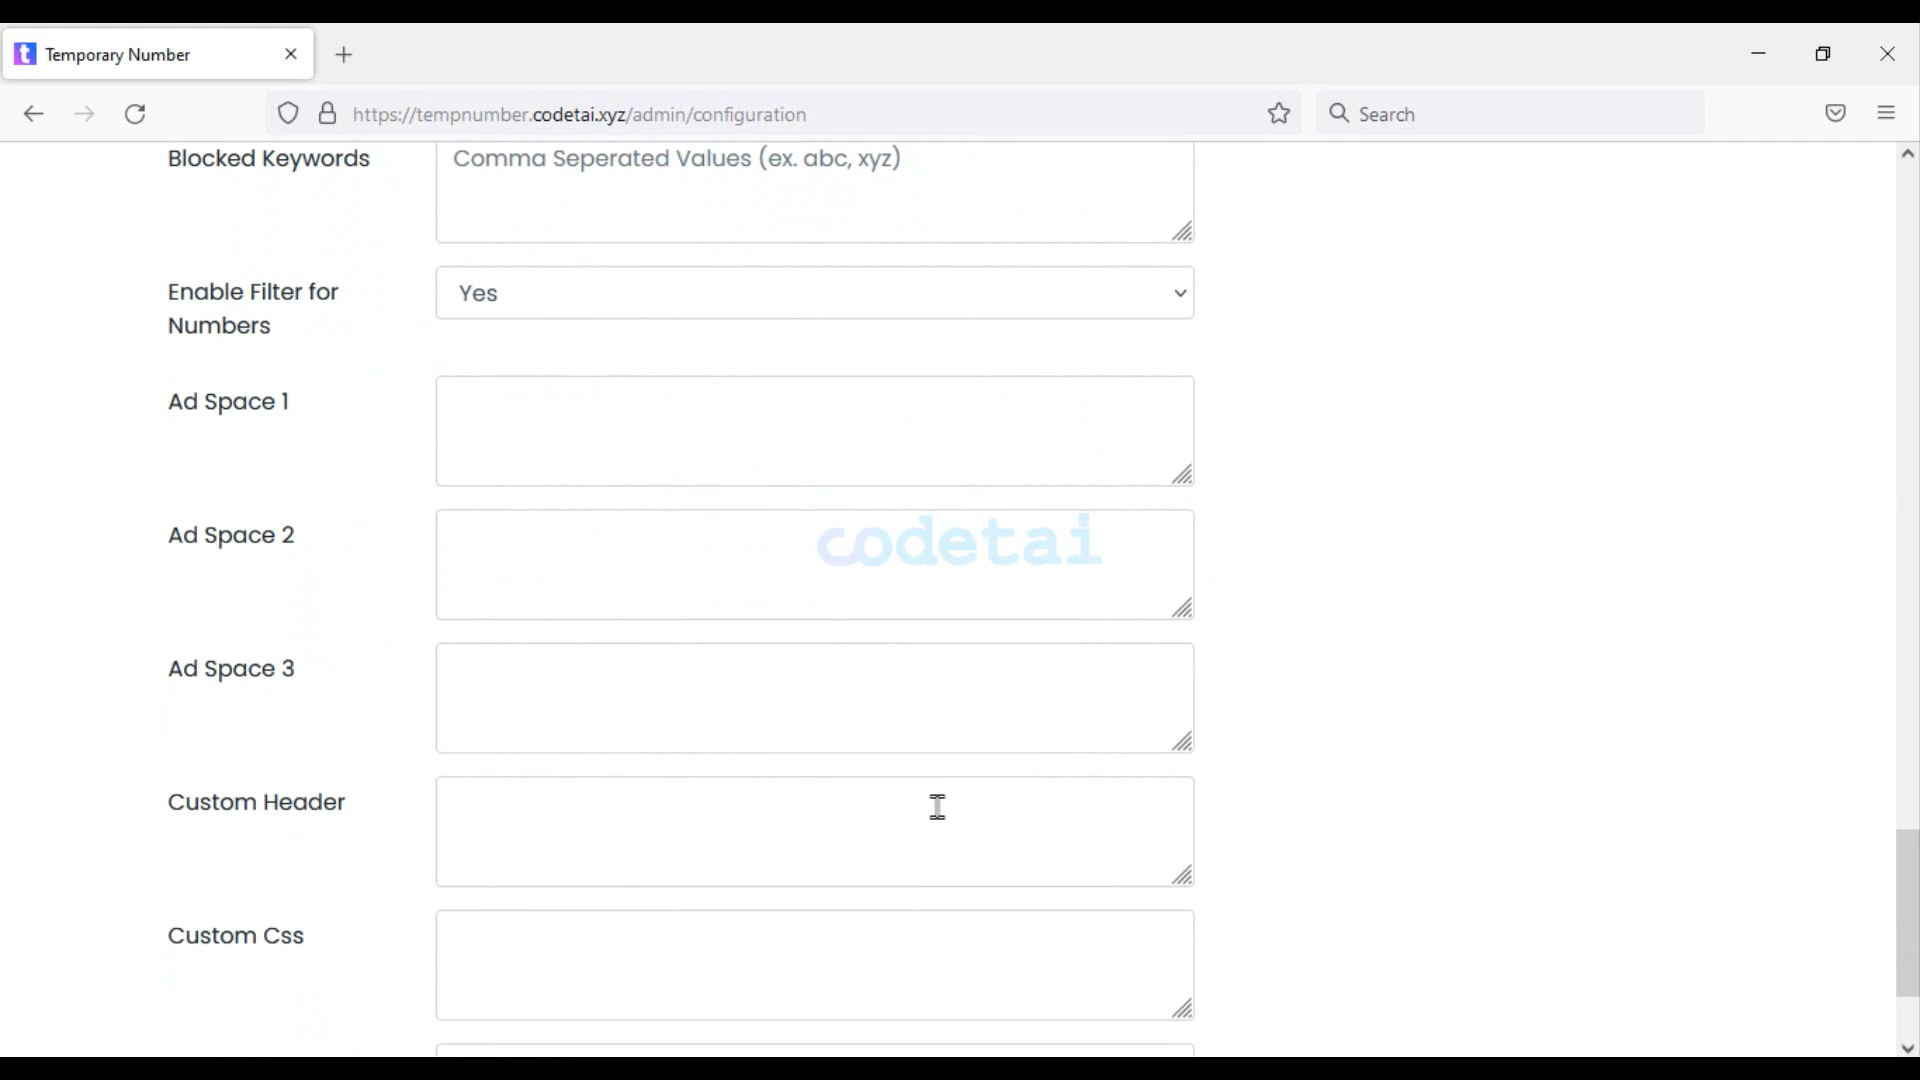 Temporary Number
https://tempnumber.codetai.xyz/admin/configuration
Search
Blocked Keywords
Comma Seperated Values (ex. abc, xyz)
Enable Filter for
Numbers
Yes
Ad Space 1
Ad Space 2
codetai
Ad Space 3
Custom Header
Custom Css